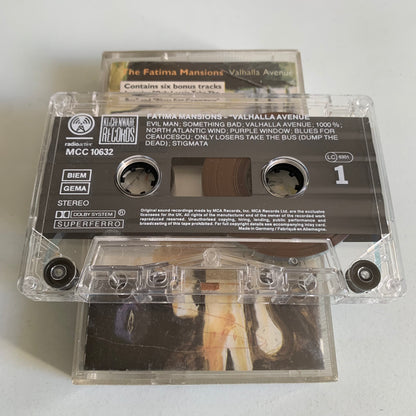 The Fatima Mansions Valhalla Avenue
Contains six bonus tracks
KITCHENWARE
RECORDS
radioactive
MCC 10632
FATIMA MANSIONS - "VALHALLA AVENUE"
EVIL MAN; SOMETHING BAD; VALHALLA AVENUE; 1000%;
NORTH ATLANTIC WIND; PURPLE WINDOW; BLUES FOR
CEAUCESCU; ONLY LOSERS TAKE THE BUS (DUMP THE
DEAD); STIGMATA
BIEM
GEMA
STEREO
DOLBY SYSTEM
SUPERFERRO
LC
1
Original sound recordings made by MCA Records, Inc. MCA Records Ltd. are the exclusive
licensees for the UK. All rights of the manufacturer and of the owner of the recorded work
reproduced reserved. Unauthorised copying, hiring, lending, public performance and
broadcasting of this tape prohibited. For full copyright details see accompanying inlay card.
Made in Germany / Fabriqué en Allemagne.